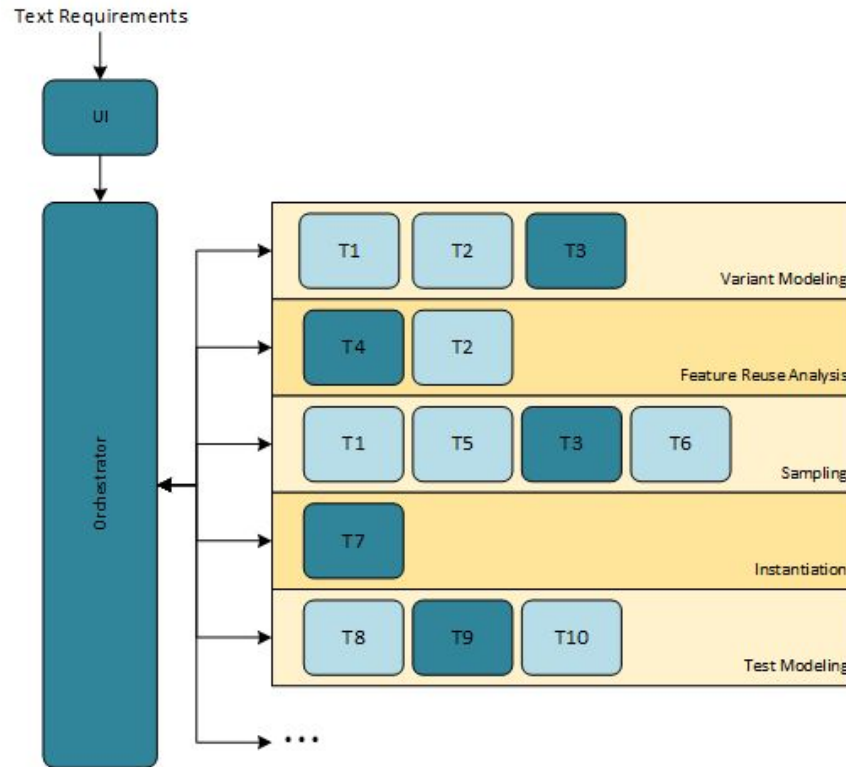 Text Requirements
UI
Orchestrator
T1 T2 T3
Variant Modeling
T4 T2
Feature Reuse Analysis
T1 T5 T3 T6
Sampling
T7
Instantiation
T8 T9 T10
Test Modeling
...